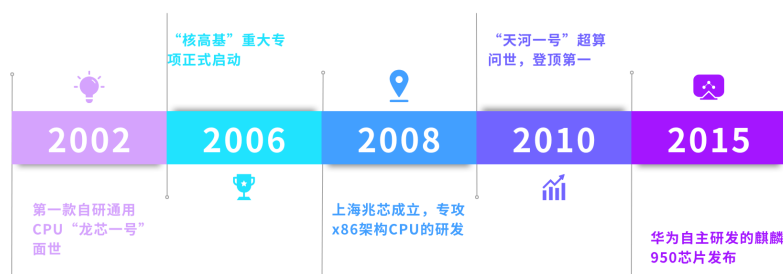 “核高基”重大专
项正式启动
“天河一号”超算
问世，登顶第一
2002
2006
2008
2010
2015
第一款自研通用
CPU“龙芯一号”
面世
上海兆芯成立，专攻
x86架构CPU的研发
华为自主研发的麒麟
950芯片发布